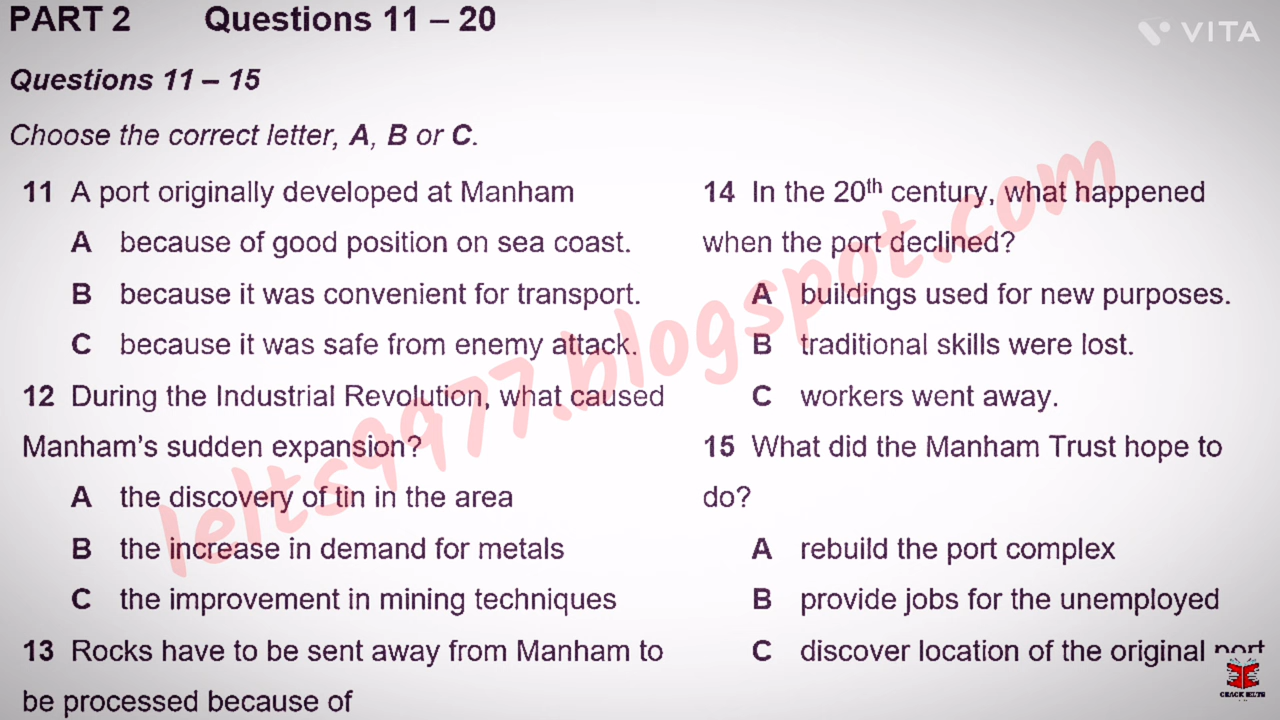 PART 2 Questions 11 – 20
VITA
Questions 11 – 15
Choose the correct letter, A, B or C.
11 A port originally developed at Manham
A because of good position on sea coast.
B because it was convenient for transport.
C because it was safe from enemy attack.
12 During the Industrial Revolution, what caused
Manham’s sudden expansion?
A the discovery of tin in the area
B the increase in demand for metals
C the improvement in mining techniques
13 Rocks have to be sent away from Manham to
be processed because of
14 In the 20th century, what happened
when the port declined?
A buildings used for new purposes.
B traditional skills were lost.
C workers went away.
15 What did the Manham Trust hope to
do?
A rebuild the port complex
B provide jobs for the unemployed
C discover location of the original port
Ielts9977.blogspot.com
CRACK IELTS